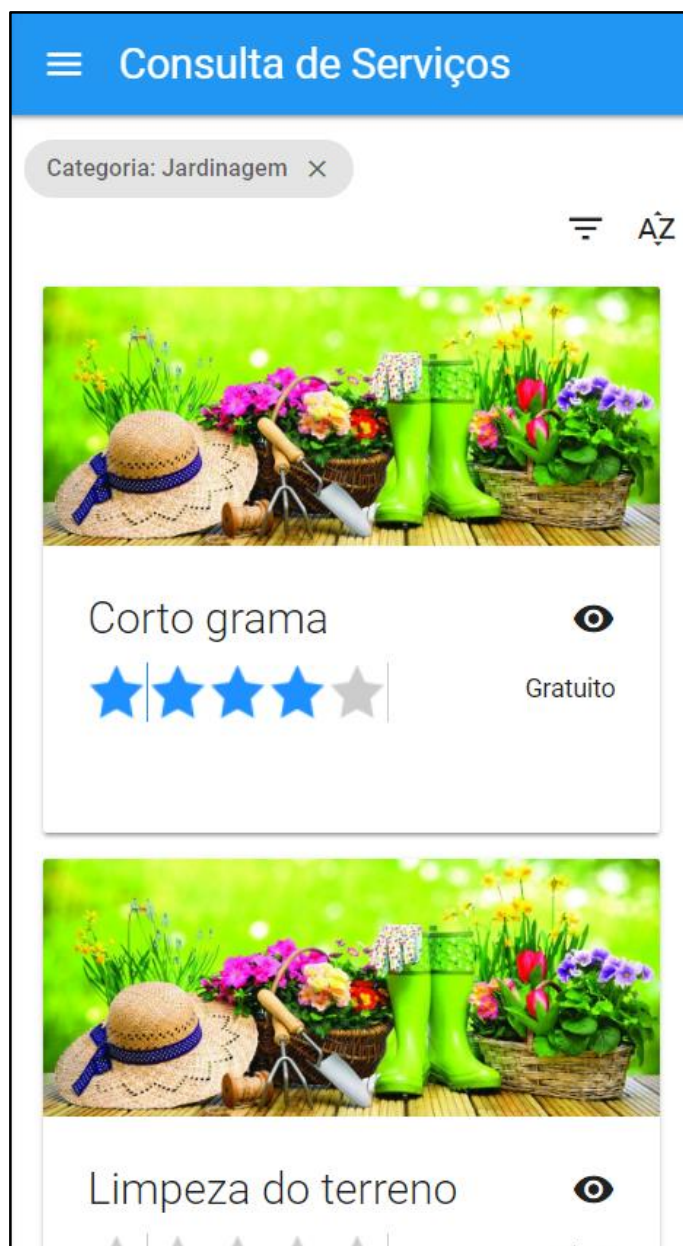 Consulta de Serviços
Categoria: Jardinagem ×
AZ
Corto grama
Gratuito
Limpeza do terreno